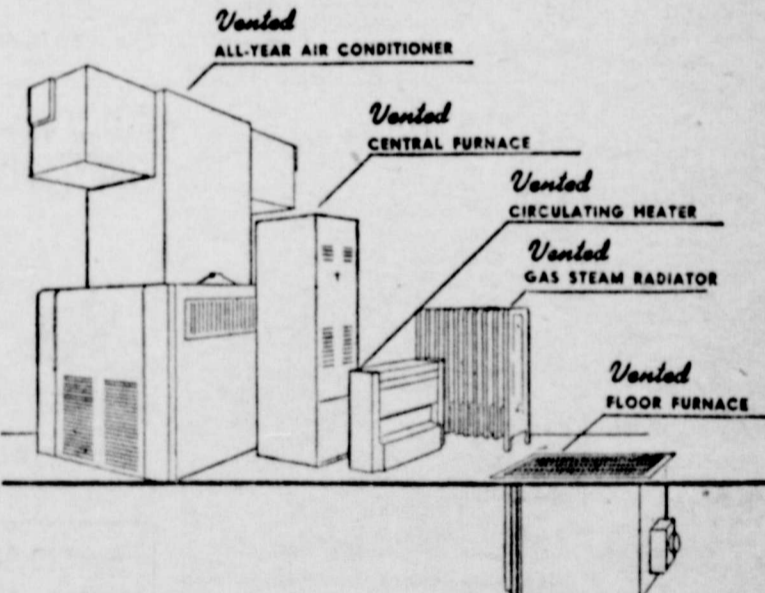 Vented
ALL-YEAR AIR CONDITIONER
Vented
CENTRAL FURNACE
Vented
CIRCULATING HEATER
Vented
GAS STEAM RADIATOR
Vented
FLOOR FURNACE